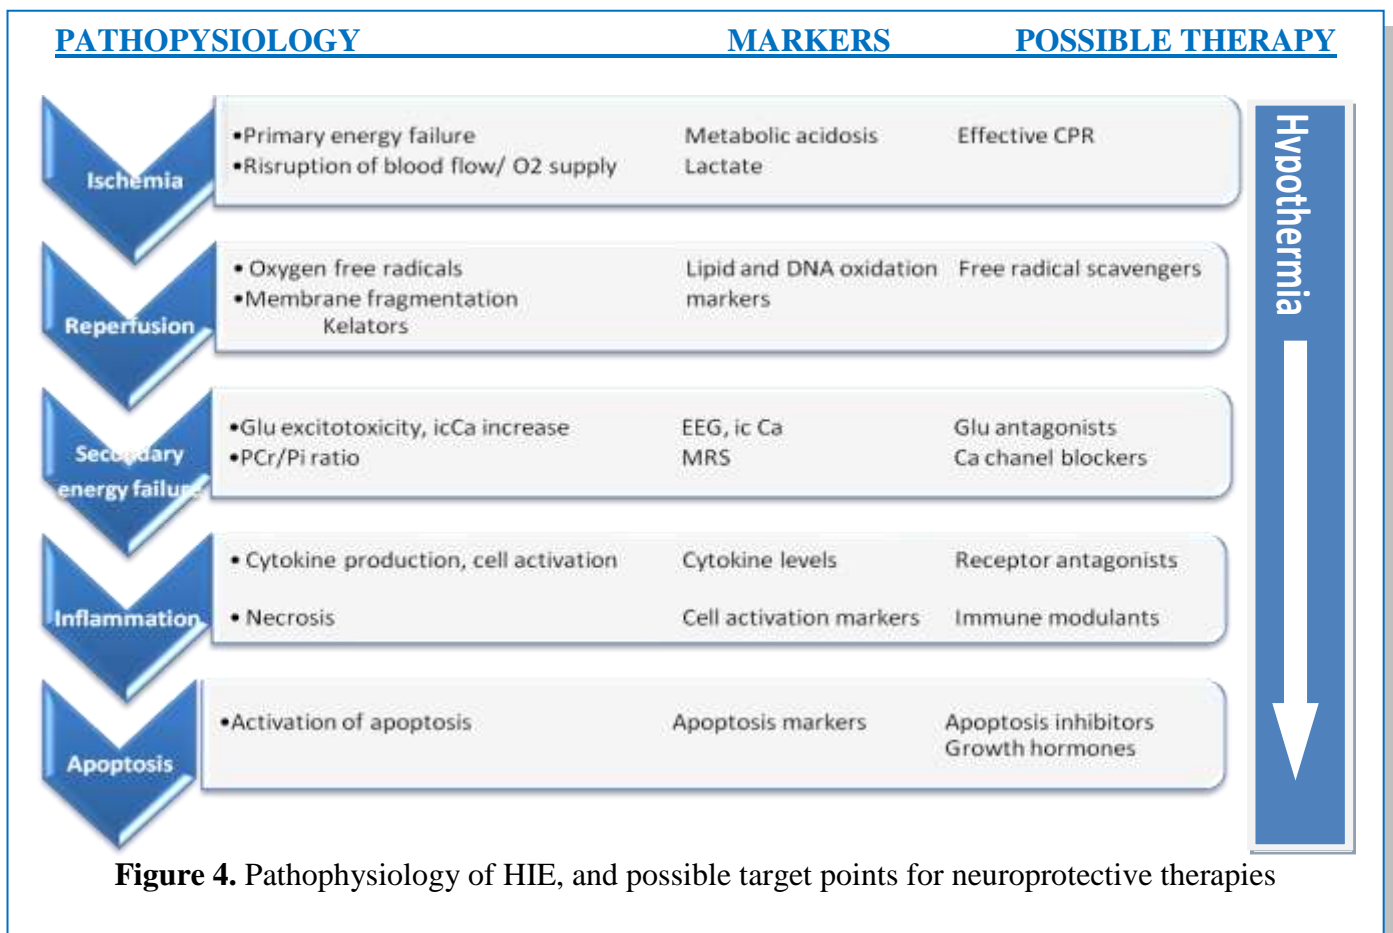 PATHOPYSIOLOGY MARKERS POSSIBLE THERAPY
Ischemia
•Primary energy failure Metabolic acidosis Effective CPR
•Risruption of blood flow/ O2 supply Lactate
Reperfusion
• Oxygen free radicals Lipid and DNA oxidation Free radical scavengers
•Membrane fragmentation markers
Kelators
Secondary
energy failure
•Glu excitotoxicity, icCa increase EEG, ic Ca Glu antagonists
•PCr/Pi ratio MRS Ca chanel blockers
Inflammation
• Cytokine production, cell activation Cytokine levels Receptor antagonists
• Necrosis Cell activation markers Immune modulants
Apoptosis
•Activation of apoptosis Apoptosis markers Apoptosis inhibitors
Growth hormones
Hypothermia
Figure 4. Pathophysiology of HIE, and possible target points for neuroprotective therapies